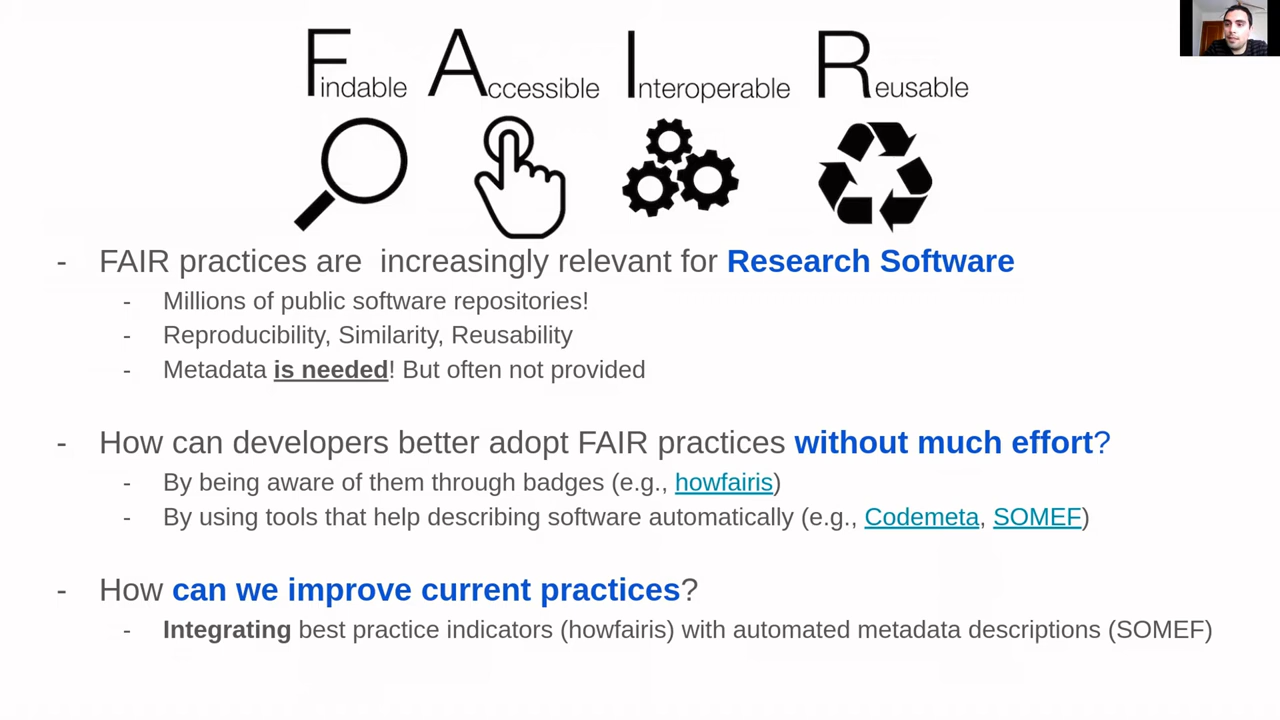 Findable Accessible Interoperable Reusable
- FAIR practices are  increasingly relevant for Research Software
- Millions of public software repositories!
- Reproducibility, Similarity, Reusability
- Metadata is needed! But often not provided
- How can developers better adopt FAIR practices without much effort?
- By being aware of them through badges (e.g., howfairis)
- By using tools that help describing software automatically (e.g., Codemeta, SOMEF)
- How can we improve current practices?
- Integrating best practice indicators (howfairis) with automated metadata descriptions (SOMEF)